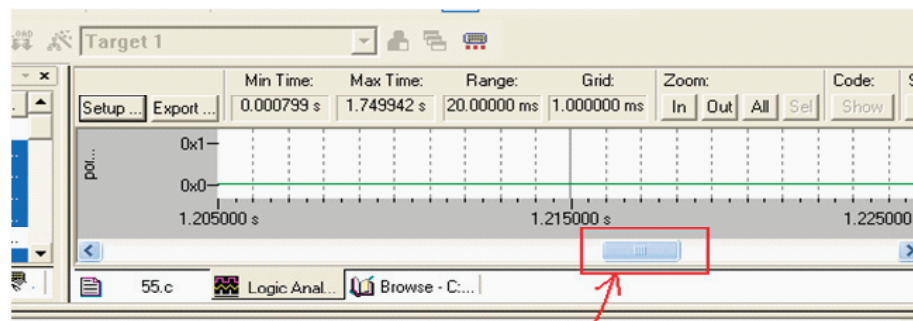 Target 1
Min Time: Max Time: Range: Grid: Zoom: Code:
Setup ... Export ... 0.000799 s 1.749942 s 20.00000 ms 1.000000 ms In Out All Sel Show
0x1
por...
0x0
1.205000 s 1.215000 s 1.225000
55.c Logic Anal... Browse - C:...